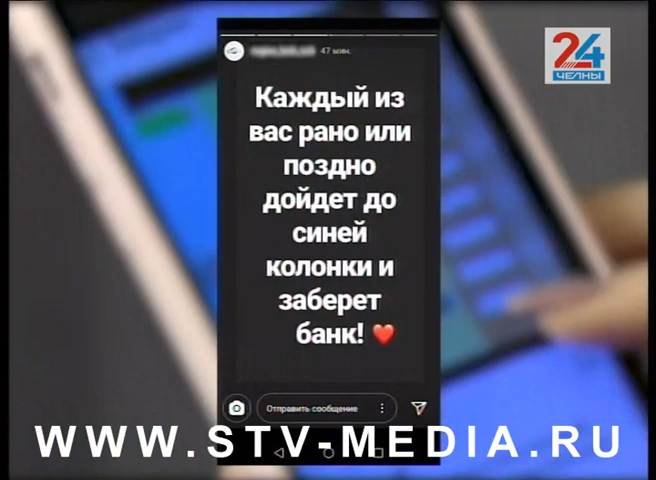 24
ЧЕЛНЫ
47 мин.
Каждый из
вас рано или
поздно
дойдет до
синей
колонки и
заберет
банк! ❤️
Отправить сообщение
WWW.STV-MEDIA.RU